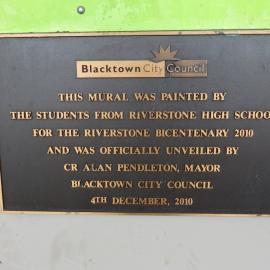 Blacktown City Council
THIS MURAL WAS PAINTED BY
THE STUDENTS FROM RIVERSTONE HIGH SCHOO
FOR THE RIVERSTONE BICENTENARY 2010
AND WAS OFFICIALLY UNVEILED BY
CR ALAN PENDLETON, MAYOR
BLACKTOWN CITY COUNCIL
4TH DECEMBER, 2010